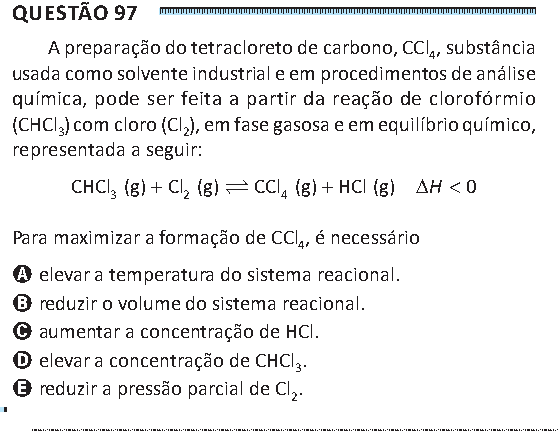 QUESTÃO 97
A preparação do tetracloreto de carbono, CCl₄, substância
usada como solvente industrial e em procedimentos de análise
química, pode ser feita a partir da reação de clorofórmio
(CHCl₃) com cloro (Cl₂), em fase gasosa e em equilíbrio químico,
representada a seguir:
CHCl₃ (g) + Cl₂ (g) ⇌ CCl₄ (g) + HCl (g) ΔH < 0
Para maximizar a formação de CCl₄, é necessário
A elevar a temperatura do sistema reacional.
B reduzir o volume do sistema reacional.
C aumentar a concentração de HCl.
D elevar a concentração de CHCl₃.
E reduzir a pressão parcial de Cl₂.